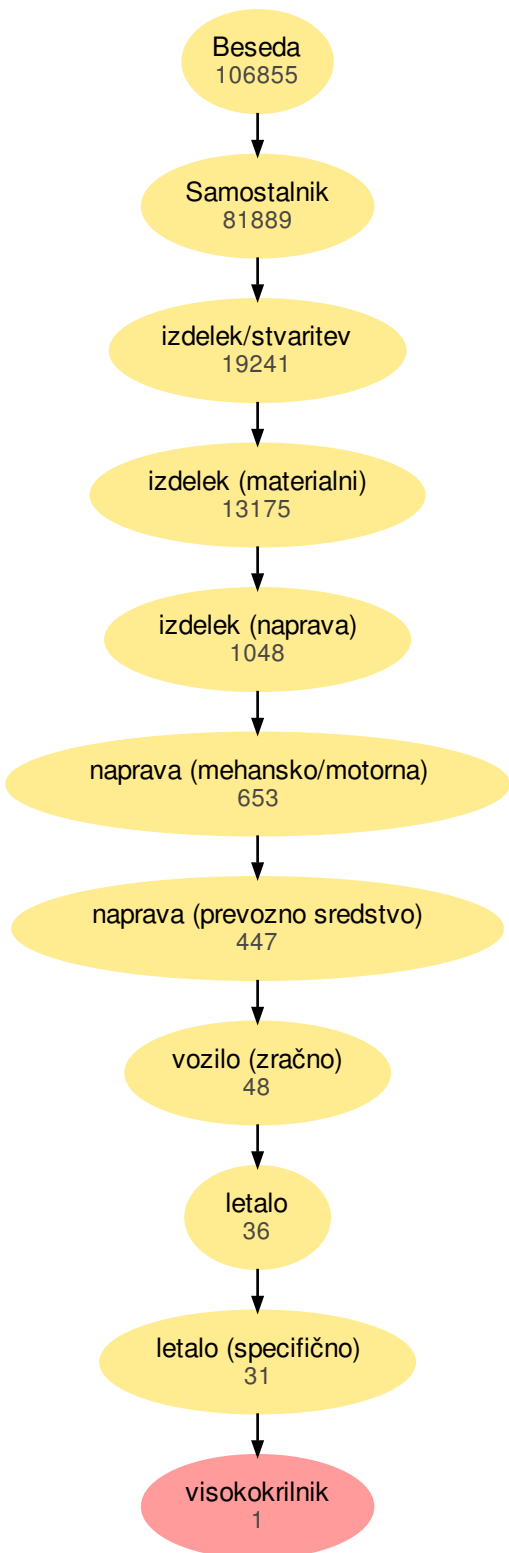 Beseda
106855
Samostalnik
81889
izdelek/stvaritev
19241
izdelek (materialni)
13175
izdelek (naprava)
1048
naprava (mehansko/motorna)
653
naprava (prevozno sredstvo)
447
vozilo (zračno)
48
letalo
36
letalo (specifično)
31
visokokrilnik
1